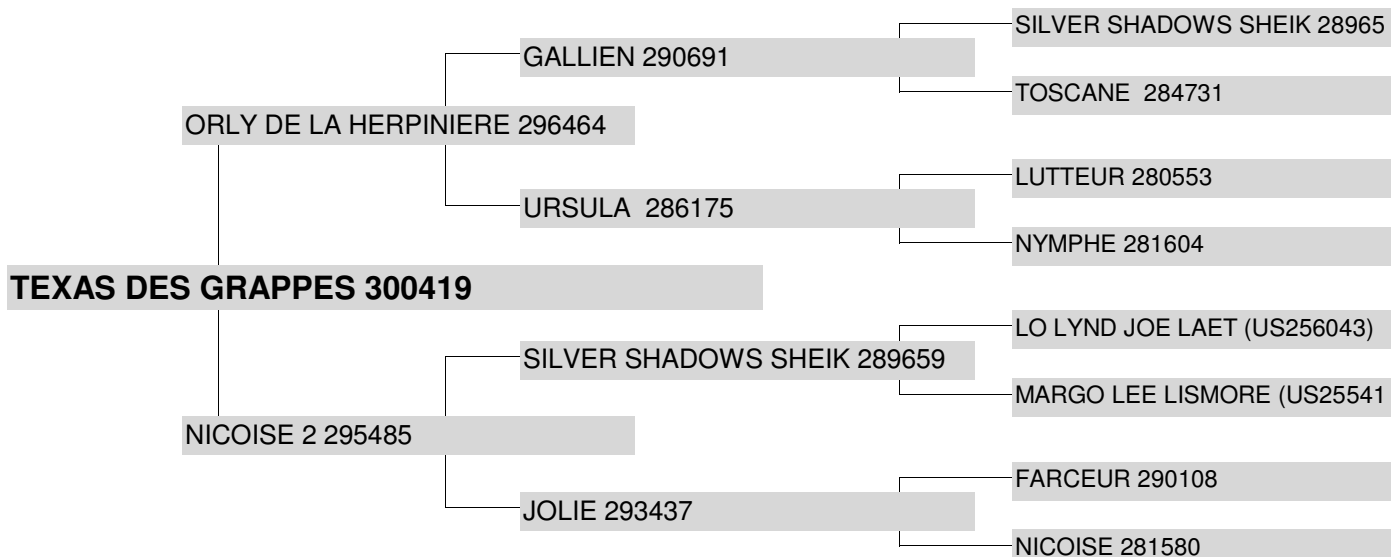 SILVER SHADOWS SHEIK 28965
GALLIEN 290691
TOSCANE 284731
ORLY DE LA HERPINIERE 296464
LUTTEUR 280553
URSULA 286175
NYMPHE 281604
TEXAS DES GRAPPES 300419
LO LYND JOE LAET (US256043)
SILVER SHADOWS SHEIK 289659
MARGO LEE LISMORE (US25541
NICOISE 2 295485
FARCEUR 290108
JOLIE 293437
NICOISE 281580